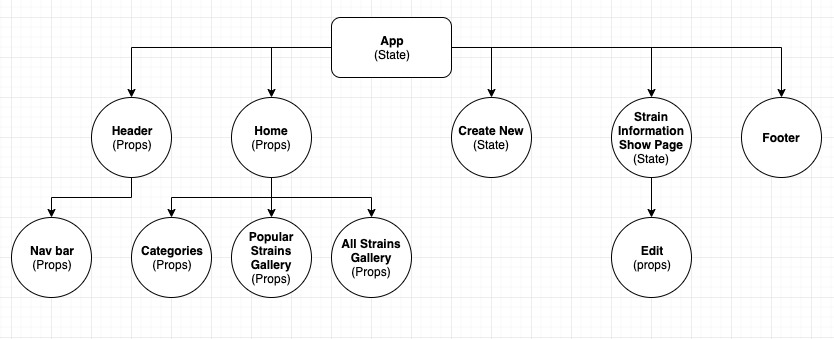 App
(State)
Header
(Props)
Home
(Props)
Create New
(State)
Strain
Information
Show Page
(State)
Footer
Nav bar
(Props)
Categories
(Props)
Popular
Strains
Gallery
(Props)
All Strains
Gallery
(Props)
Edit
(props)